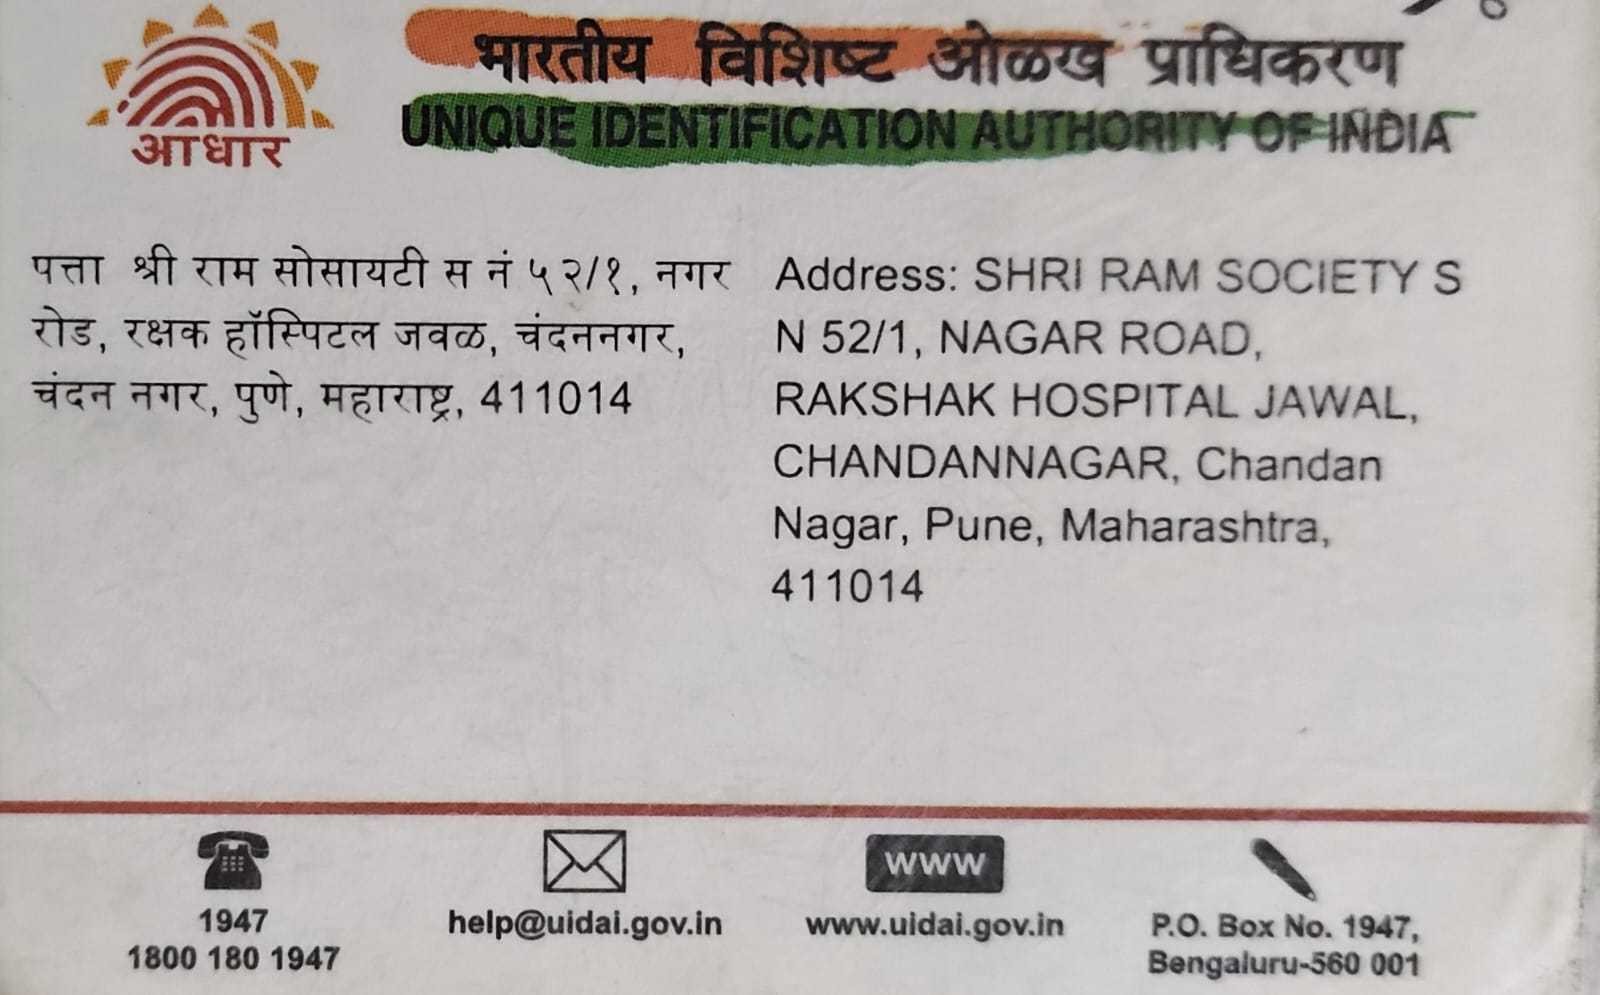 भारतीय विशिष्ट ओळख प्राधिकरण
UNIQUE IDENTIFICATION AUTHORITY OF INDIA
आधार
पत्ता श्री राम सोसायटी स नं ५२/१, नगर
रोड, रक्षक हॉस्पिटल जवळ, चंदननगर,
चंदन नगर, पुणे, महाराष्ट्र, 411014
Address: SHRI RAM SOCIETY S
N 52/1, NAGAR ROAD,
RAKSHAK HOSPITAL JAWAL,
CHANDANNAGAR, Chandan
Nagar, Pune, Maharashtra,
411014
1947
1800 180 1947
help@uidai.gov.in
www
www.uidai.gov.in
P.O. Box No. 1947,
Bengaluru-560 001